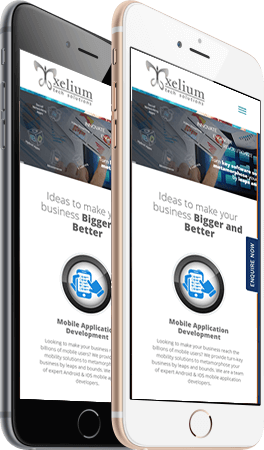 xelium
tech solutions
Ideas to make your
business Bigger and
Better
Mobile Application
Development
Looking to make your business reach the
billions of mobile users? We provide turn key
mobility solutions to metamorphose your
business by leaps and bounds. We are a team
of expert Android & iOS mobile application
developers.
xelium
tech solutions
key software
metamorphose
Ideas to make your
business Bigger and
Better
ENQUIRE NOW
Mobile Application
Development
Looking to make your business reach the
billions of mobile users? We provide turn key
mobility solutions to metamorphose your
business by leaps and bounds. We are a team
of expert Android & iOS mobile application
developers.